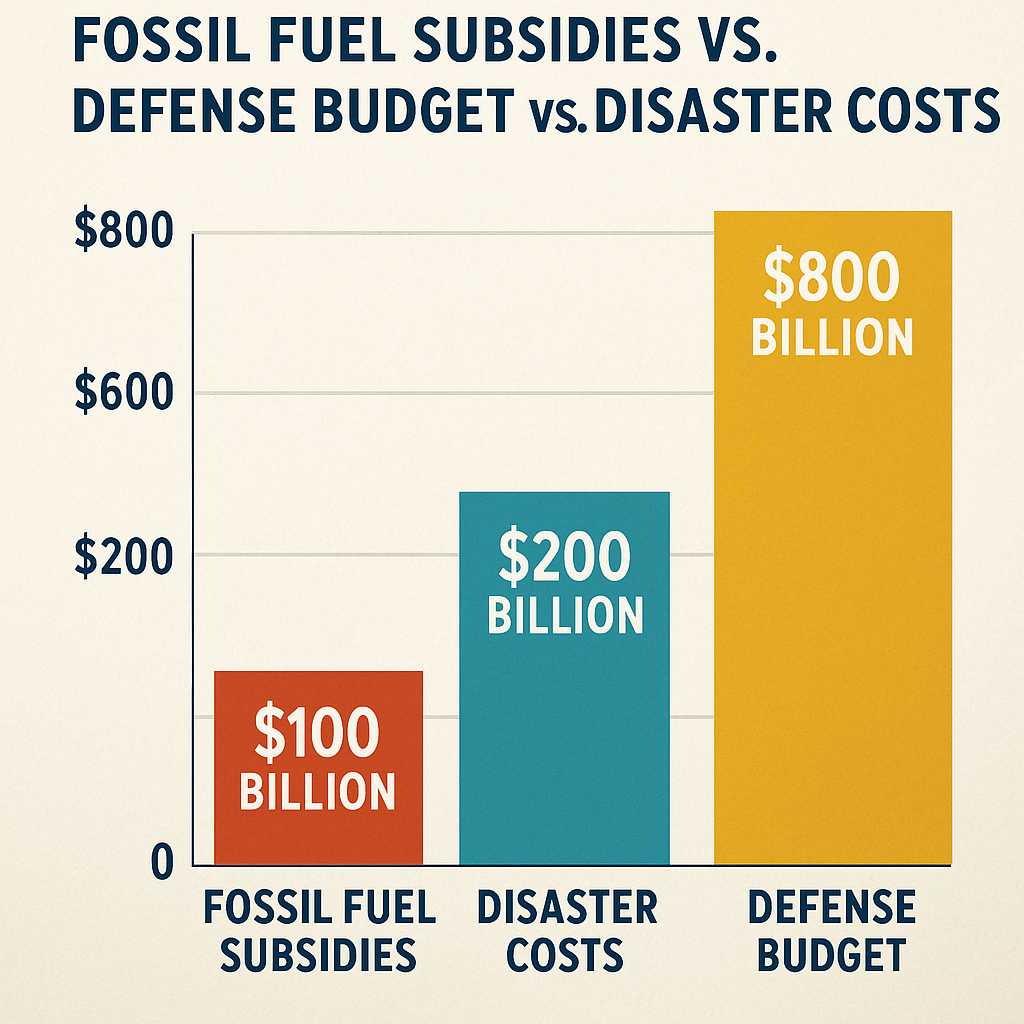 FOSSIL FUEL SUBSIDIES VS.
DEFENSE BUDGET vs. DISASTER COSTS
$800
$600
$200
0
$100
BILLION
$200
BILLION
$800
BILLION
FOSSIL FUEL
SUBSIDIES
DISASTER
COSTS
DEFENSE
BUDGET